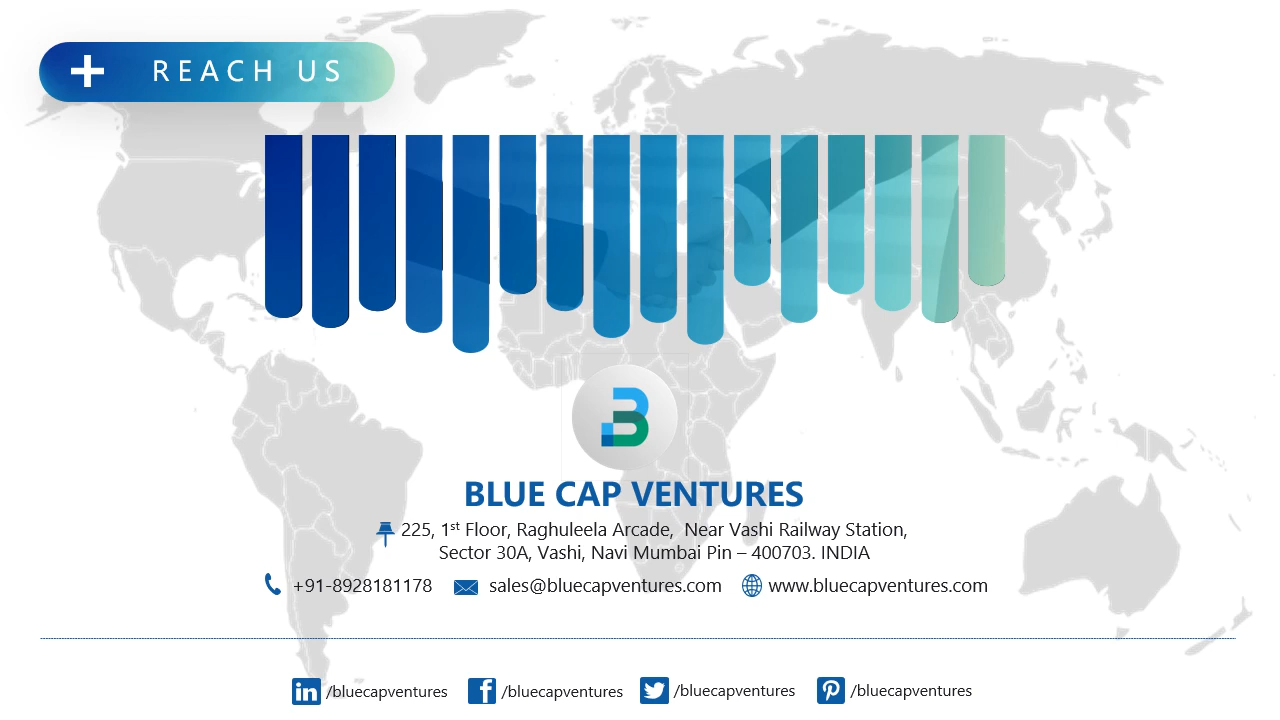 REACH US
BLUE CAP VENTURES
225, 1st Floor, Raghuleela Arcade, Near Vashi Railway Station,
Sector 30A, Vashi, Navi Mumbai Pin – 400703. INDIA
+91-8928181178 sales@bluecapventures.com www.bluecapventures.com
/bluecapventures /bluecapventures /bluecapventures /bluecapventures